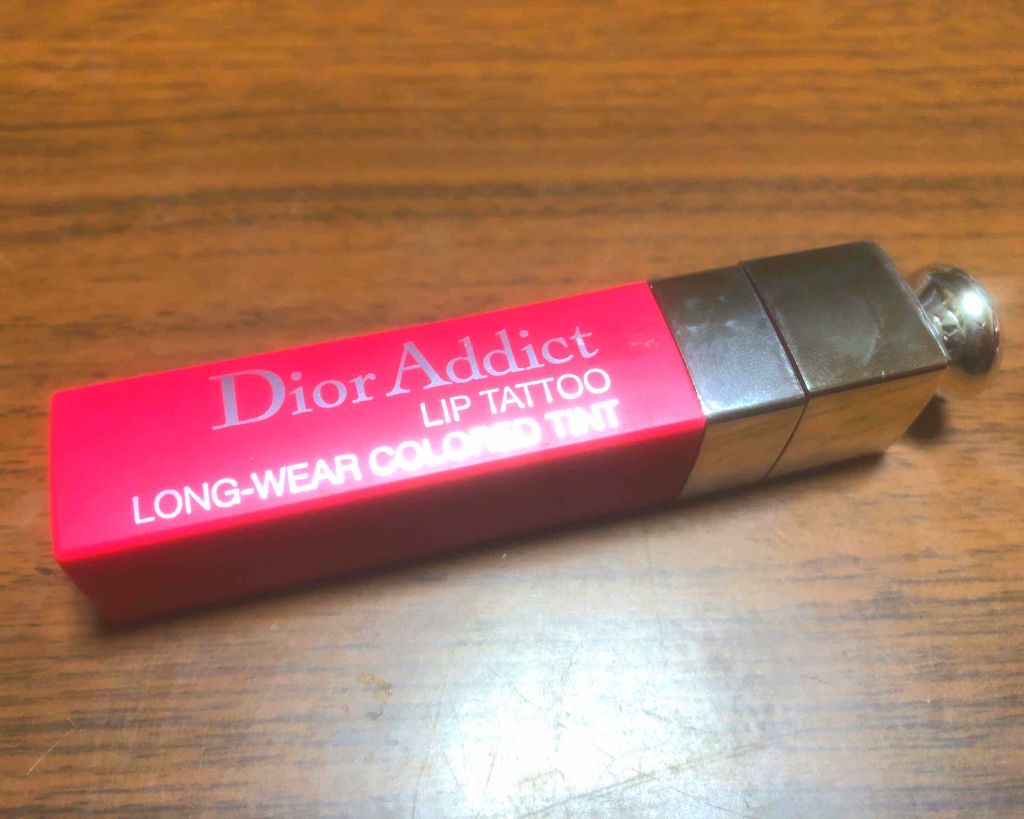 Dior Addict
LIP TATTOO
LONG-WEAR COLORED TINT